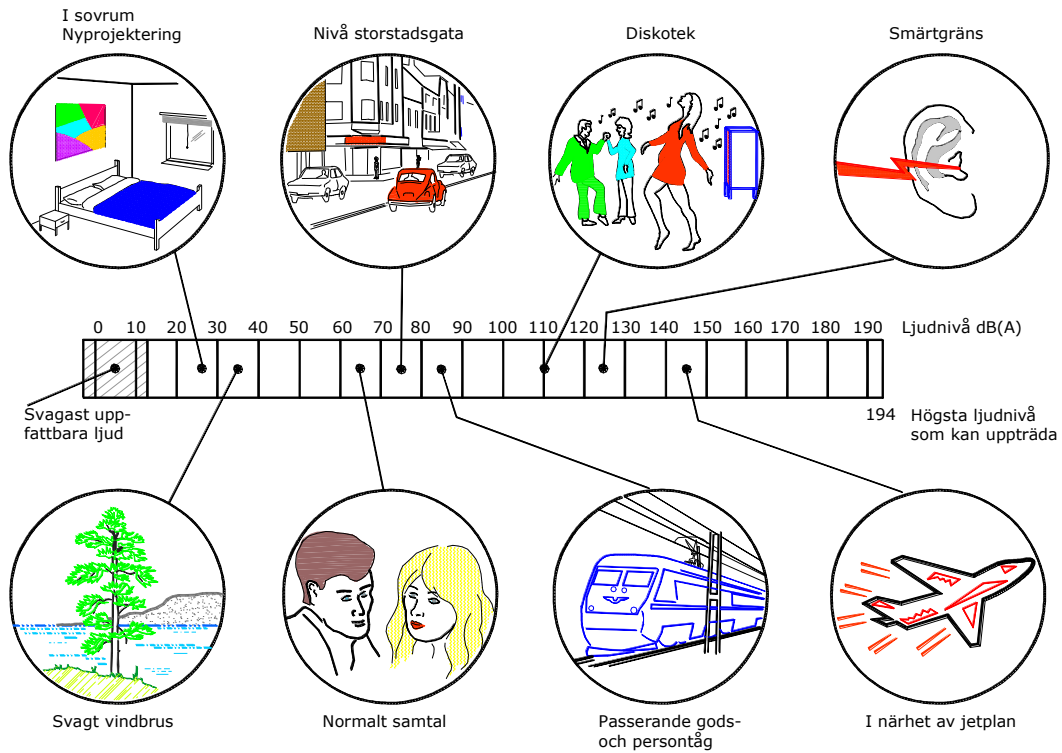 I sovrum
Nyprojektering
Nivå storstadsgata
Diskotek
Smärtgräns
0 10 20 30 40 50 60 70 80 90 100 110 120 130 140 150 160 170 180 190 Ljudnivå dB(A)
Svagast upp-
fattbara ljud
194 Högsta ljudnivå
som kan uppträda
Svagt vindbrus
Normalt samtal
Passerande gods-
och persontåg
I närhet av jetplan